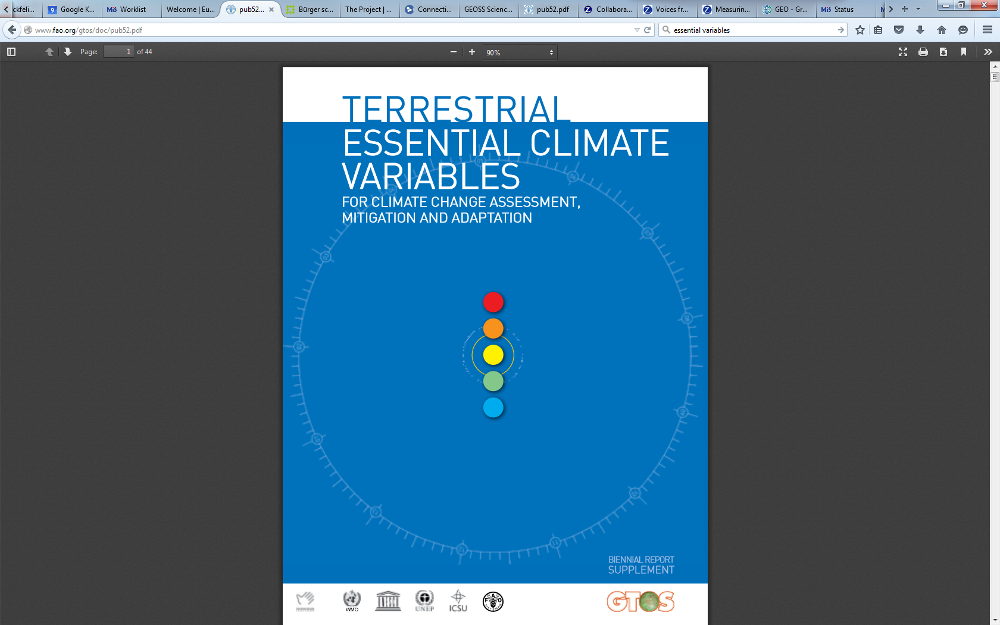 ckfeli...
Google K...
MiS Worklist
Welcome | Eu...
pub52...
Bürger sc...
The Project | ...
Connecti...
GEOSS Scienc...
pub52.pdf
Collabora...
Voices fr...
Measurin...
GEO - Gr...
MiS Status
www.fao.org/gtos/doc/pub52.pdf
essential variables
Page: 1 of 44
90%
TERRESTRIAL
ESSENTIAL CLIMATE
VARIABLES
FOR CLIMATE CHANGE ASSESSMENT,
MITIGATION AND ADAPTATION
BIENNIAL REPORT
SUPPLEMENT
WMO
UNEP
ICSU
FAO
GTOS